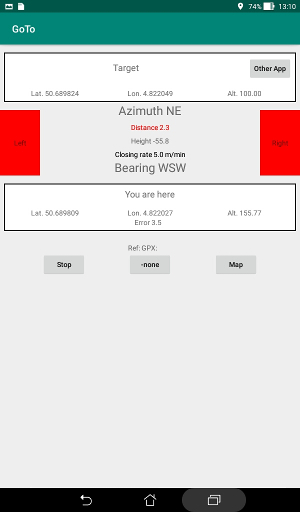 74% 13:10
GoTo
Target
Other App
Lat. 50.689824 Lon. 4.822049 Alt. 100.00
Azimuth NE
Distance 2.3
Left
Right
Height -55.8
Closing rate 5.0 m/min
Bearing WSW
You are here
Lat. 50.689809 Lon. 4.822027 Alt. 155.77
Error 3.5
Ref: GPX:
Stop -none Map